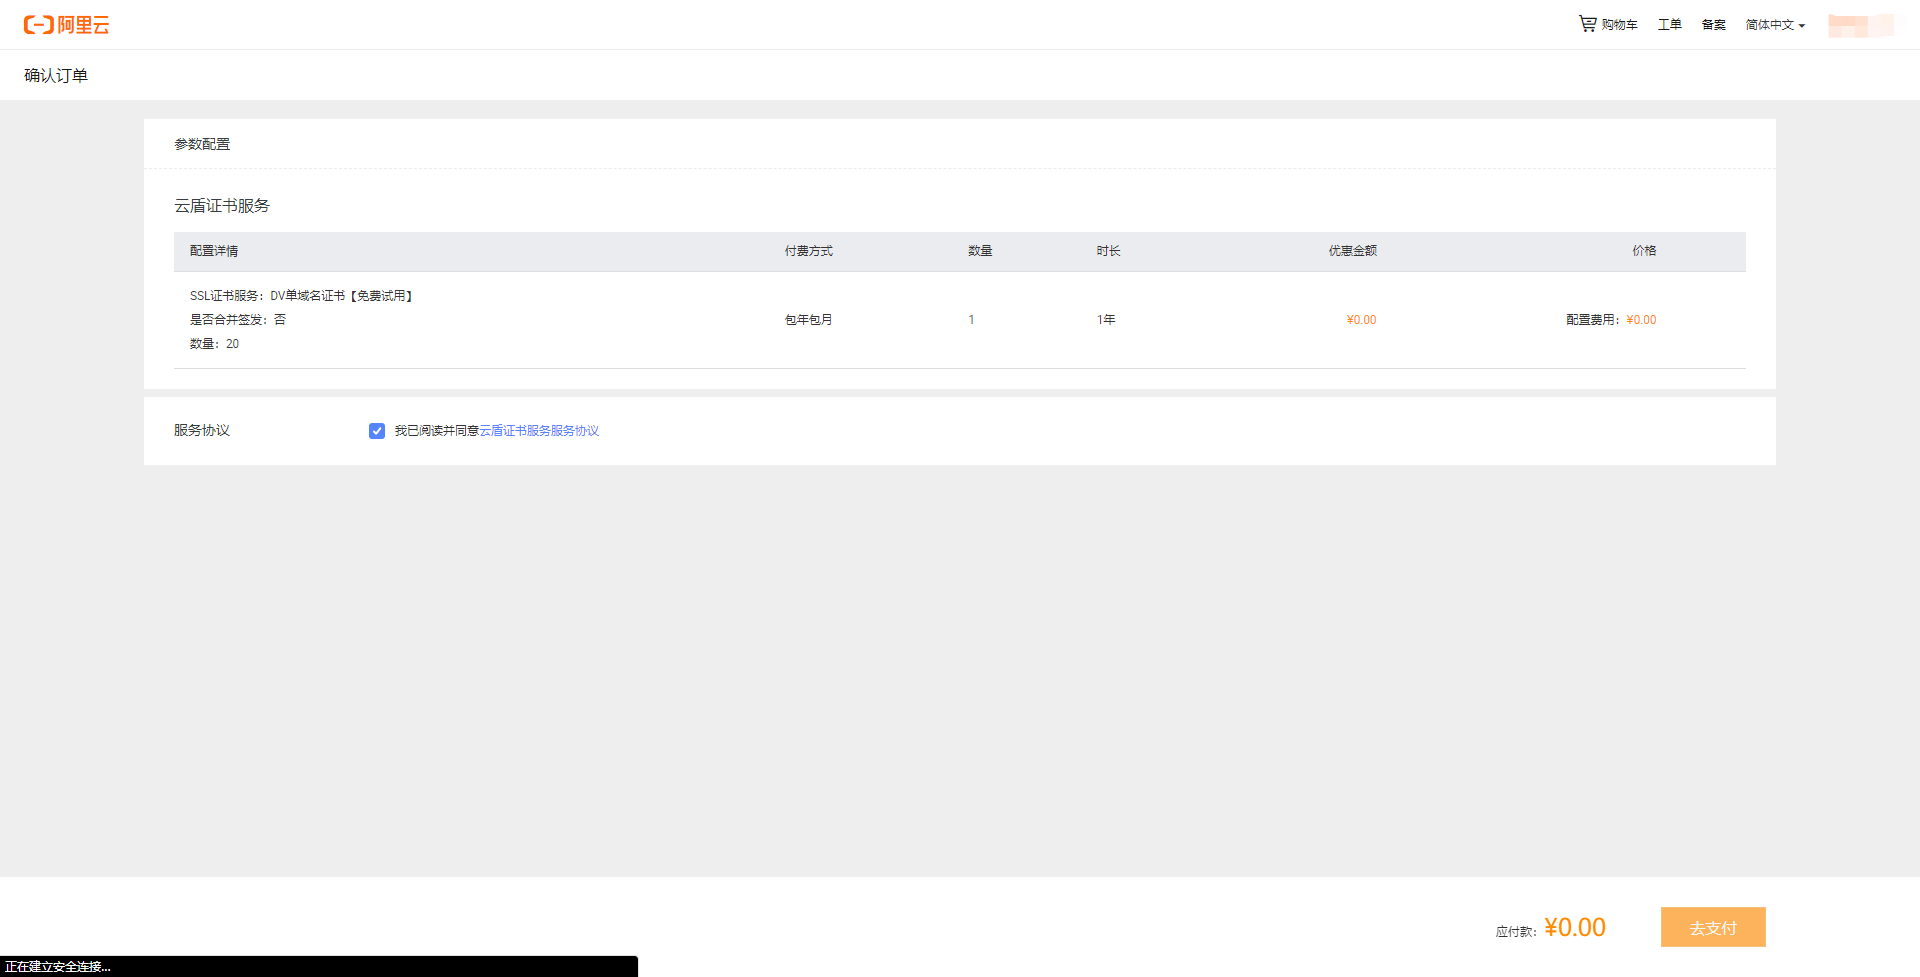 阿里云
购物车 工单 备案 简体中文
确认订单
参数配置
云盾证书服务
配置详情 付费方式 数量 时长 优惠金额 价格
SSL证书服务：DV单域名证书【免费试用】
是否合并签发：否 包年包月 1 1年 ¥0.00 配置费用：¥0.00
数量：20
服务协议 我已阅读并同意云盾证书服务服务协议
应付款：¥0.00 去支付
正在建立安全连接...